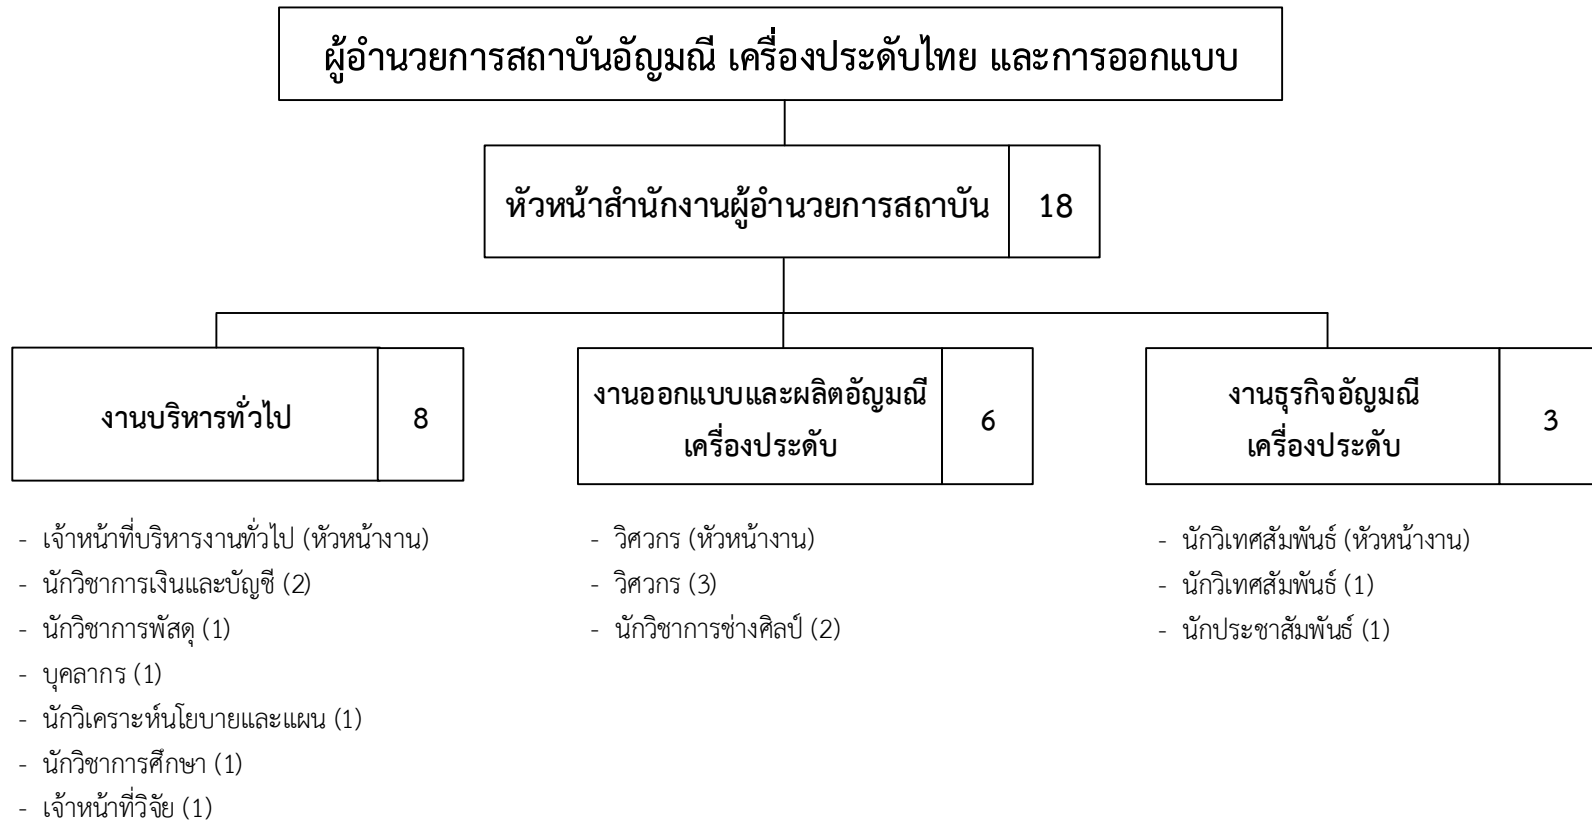 ผู้อำนวยการสถาบันอัญมณี เครื่องประดับไทย และการออกแบบ
หัวหน้าสำนักงานผู้อำนวยการสถาบัน 18
งานบริหารทั่วไป 8
งานออกแบบและผลิตอัญมณี
เครื่องประดับ 6
งานธุรกิจอัญมณี
เครื่องประดับ 3
- เจ้าหน้าที่บริหารงานทั่วไป (หัวหน้างาน)
- นักวิชาการเงินและบัญชี (2)
- นักวิชาการพัสดุ (1)
- บุคลากร (1)
- นักวิเคราะห์นโยบายและแผน (1)
- นักวิชาการศึกษา (1)
- เจ้าหน้าที่วิจัย (1)
- วิศวกร (หัวหน้างาน)
- วิศวกร (3)
- นักวิชาการช่างศิลป์ (2)
- นักวิเทศสัมพันธ์ (หัวหน้างาน)
- นักวิเทศสัมพันธ์ (1)
- นักประชาสัมพันธ์ (1)